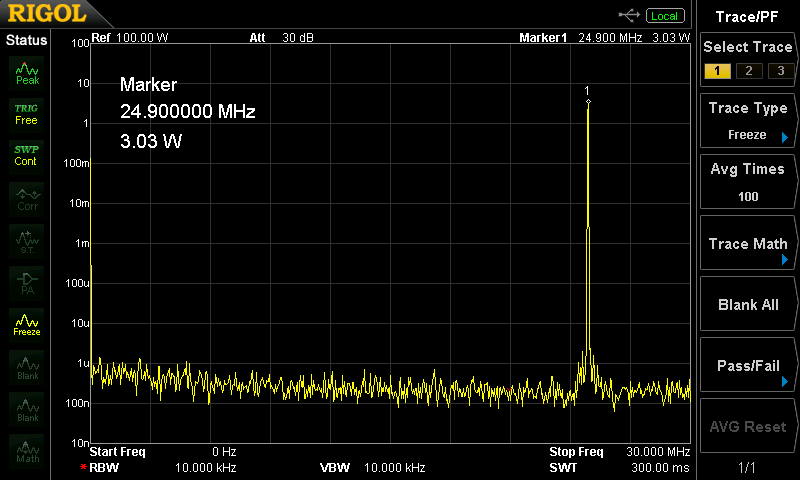 RIGOL
Local
Trace/PF
Status
Ref 100.00 W Att 30 dB Marker1 24.900 MHz 3.03 W
Peak
TRIG
Free
SWP
Cont
Corr
S.T.
PA
Freeze
Blank
Blank
Math
100
10
1
100m
10m
1m
100u
10u
1u
100n
10n
Marker
24.900000 MHz
3.03 W
1
Start Freq 0 Hz Stop Freq 30.000 MHz
RBW 10.000 kHz VBW 10.000 kHz SWT 300.00 ms
Select Trace
1 2 3
Trace Type
Freeze
Avg Times
100
Trace Math
Blank All
Pass/Fail
AVG Reset
1/1